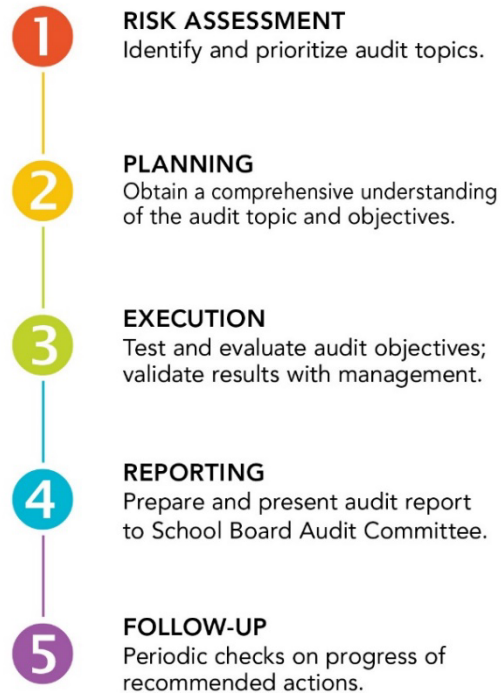 1
RISK ASSESSMENT
Identify and prioritize audit topics.
2
PLANNING
Obtain a comprehensive understanding
of the audit topic and objectives.
3
EXECUTION
Test and evaluate audit objectives;
validate results with management.
4
REPORTING
Prepare and present audit report
to School Board Audit Committee.
5
FOLLOW-UP
Periodic checks on progress of
recommended actions.